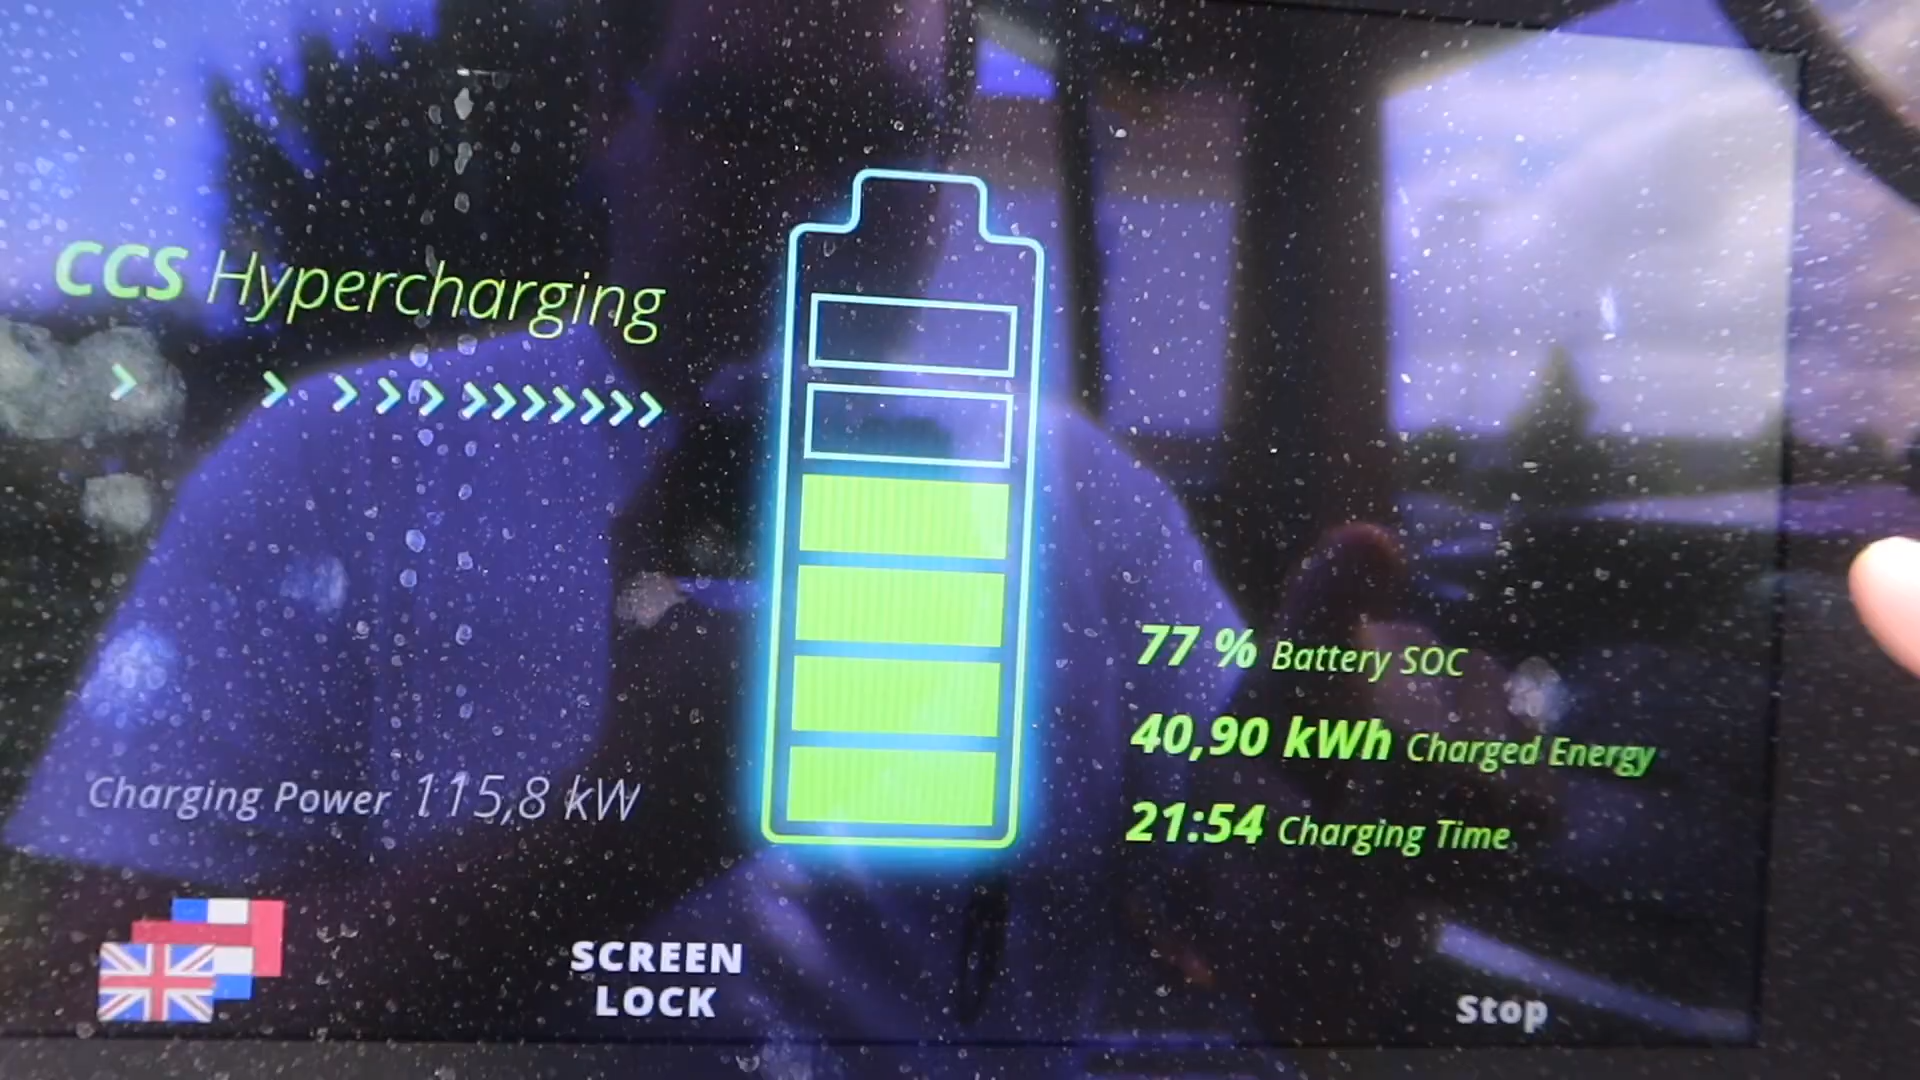 CCS Hypercharging
77 % Battery SOC
40,90 kWh Charged Energy
Charging Power 115,8 kW
21:54 Charging Time
SCREEN
LOCK
Stop